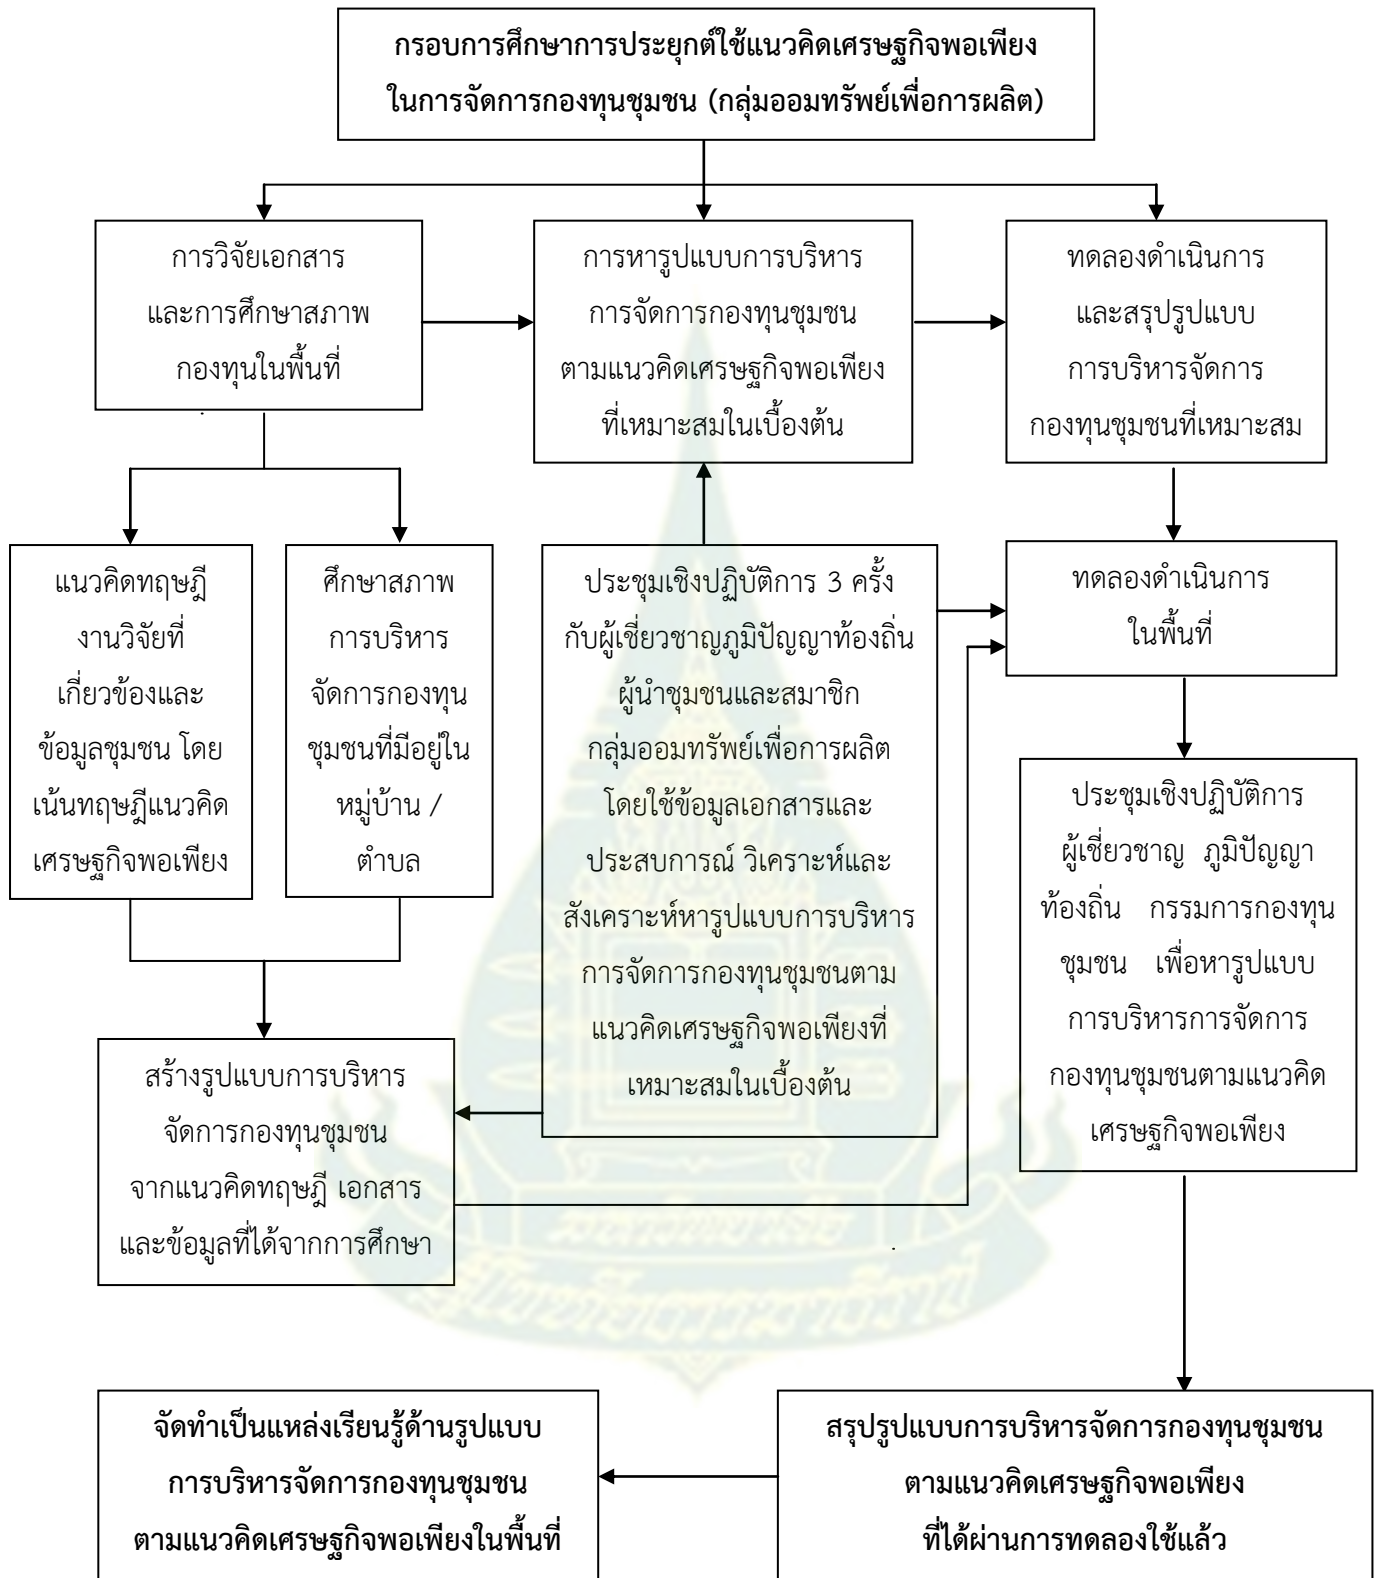 กรอบการศึกษาการประยุกต์ใช้แนวคิดเศรษฐกิจพอเพียง
ในการจัดการกองทุนชุมชน (กลุ่มออมทรัพย์เพื่อการผลิต)
การวิจัยเอกสาร
และการศึกษาสภาพ
กองทุนในพื้นที่
การหารูปแบบการบริหาร
การจัดการกองทุนชุมชน
ตามแนวคิดเศรษฐกิจพอเพียง
ที่เหมาะสมในเบื้องต้น
ทดลองดำเนินการ
และสรุปรูปแบบ
การบริหารจัดการ
กองทุนชุมชนที่เหมาะสม
แนวคิดทฤษฎี
งานวิจัยที่
เกี่ยวข้องและ
ข้อมูลชุมชน โดย
เน้นทฤษฎีแนวคิด
เศรษฐกิจพอเพียง
ศึกษาสภาพ
การบริหาร
จัดการกองทุน
ชุมชนที่มีอยู่ใน
หมู่บ้าน /
ตำบล
ประชุมเชิงปฏิบัติการ 3 ครั้ง
กับผู้เชี่ยวชาญภูมิปัญญาท้องถิ่น
ผู้นำชุมชนและสมาชิก
กลุ่มออมทรัพย์เพื่อการผลิต
โดยใช้ข้อมูลเอกสารและ
ประสบการณ์ วิเคราะห์และ
สังเคราะห์หารูปแบบการบริหาร
การจัดการกองทุนชุมชนตาม
แนวคิดเศรษฐกิจพอเพียงที่
เหมาะสมในเบื้องต้น
ทดลองดำเนินการ
ในพื้นที่
ประชุมเชิงปฏิบัติการ
ผู้เชี่ยวชาญ ภูมิปัญญา
ท้องถิ่น กรรมการกองทุน
ชุมชน เพื่อหารูปแบบ
การบริหารการจัดการ
กองทุนชุมชนตามแนวคิด
เศรษฐกิจพอเพียง
สร้างรูปแบบการบริหาร
จัดการกองทุนชุมชน
จากแนวคิดทฤษฎี เอกสาร
และข้อมูลที่ได้จากการศึกษา
จัดทำเป็นแหล่งเรียนรู้ด้านรูปแบบ
การบริหารจัดการกองทุนชุมชน
ตามแนวคิดเศรษฐกิจพอเพียงในพื้นที่
สรุปรูปแบบการบริหารจัดการกองทุนชุมชน
ตามแนวคิดเศรษฐกิจพอเพียง
ที่ได้ผ่านการทดลองใช้แล้ว